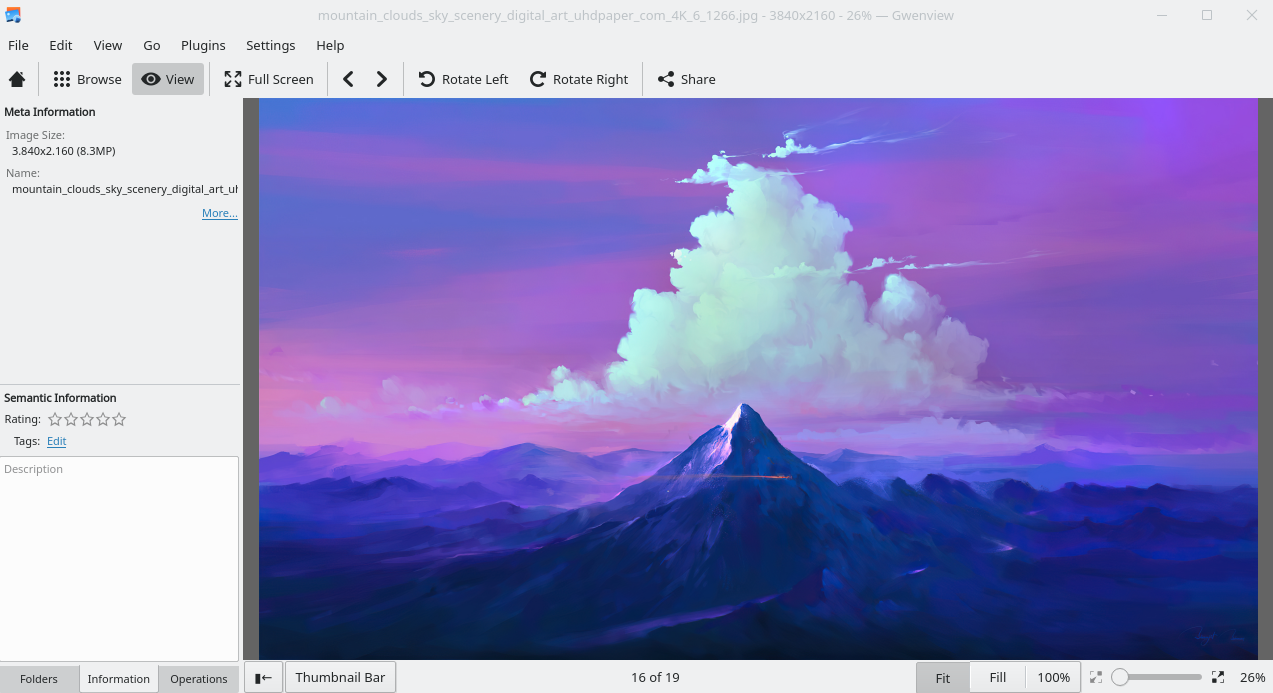 mountain_clouds_sky_scenery_digital_art_uhdpaper_com_4K_6_1266.jpg - 3840x2160 - 26% — Gwenview
File Edit View Go Plugins Settings Help
Browse View Full Screen Rotate Left Rotate Right Share
Meta Information
Image Size:
3.840x2.160 (8.3MP)
Name:
mountain_clouds_sky_scenery_digital_art_uh
More...
Semantic Information
Rating:
Tags: Edit
Description
Folders Information Operations
Thumbnail Bar 16 of 19 Fit Fill 100% 26%